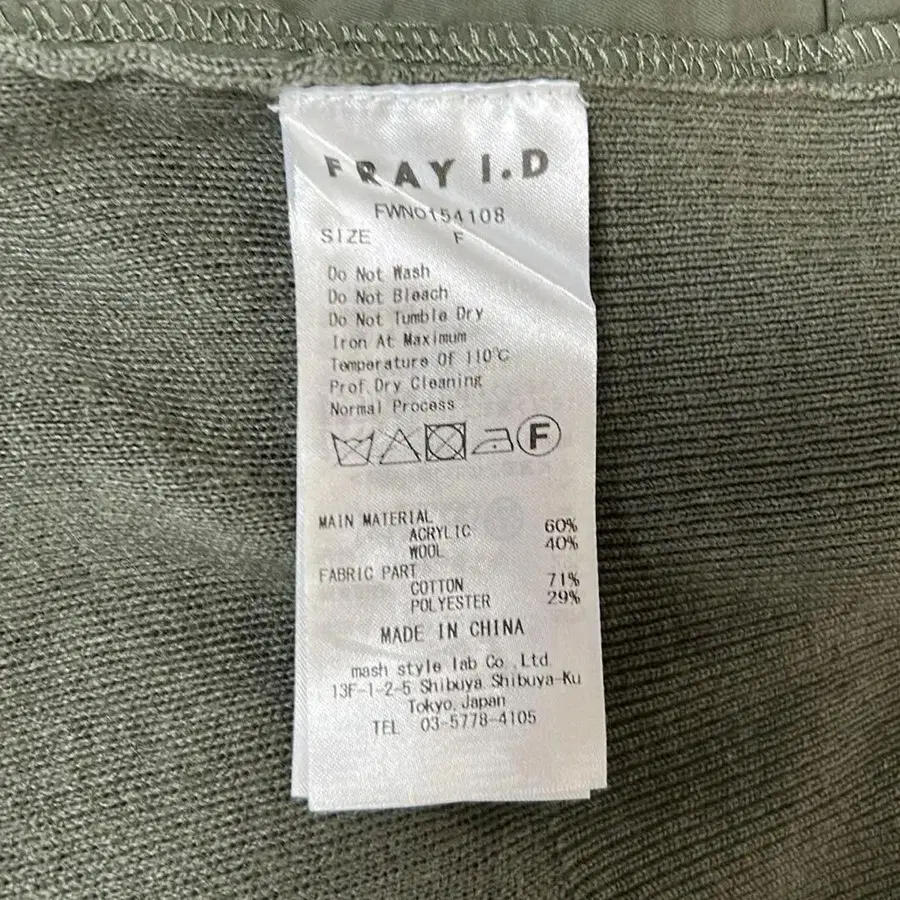 FRAY I.D
FWNO154108
SIZE F
Do Not Wash
Do Not Bleach
Do Not Tumble Dry
Iron At Maximum
Temperature Of 110℃
Prof.Dry Cleaning
Normal Process
F
MAIN MATERIAL
ACRYLIC 60%
WOOL 40%
FABRIC PART
COTTON 71%
POLYESTER 29%
MADE IN CHINA
mash style lab Co.,Ltd.
13F-1-2-5 Shibuya Shibuya-Ku
Tokyo,Japan
TEL 03-5778-4105